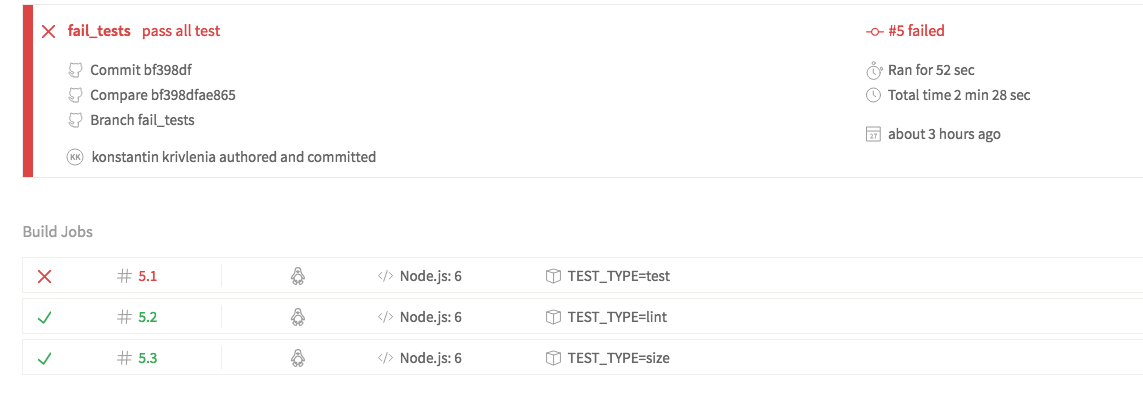 fail_tests pass all test
#5 failed
Commit bf398df
Ran for 52 sec
Compare bf398dfae865
Total time 2 min 28 sec
Branch fail_tests
27 about 3 hours ago
KK konstantin krivlenia authored and committed
Build Jobs
# 5.1 </> Node.js: 6 TEST_TYPE=test
# 5.2 </> Node.js: 6 TEST_TYPE=lint
# 5.3 </> Node.js: 6 TEST_TYPE=size